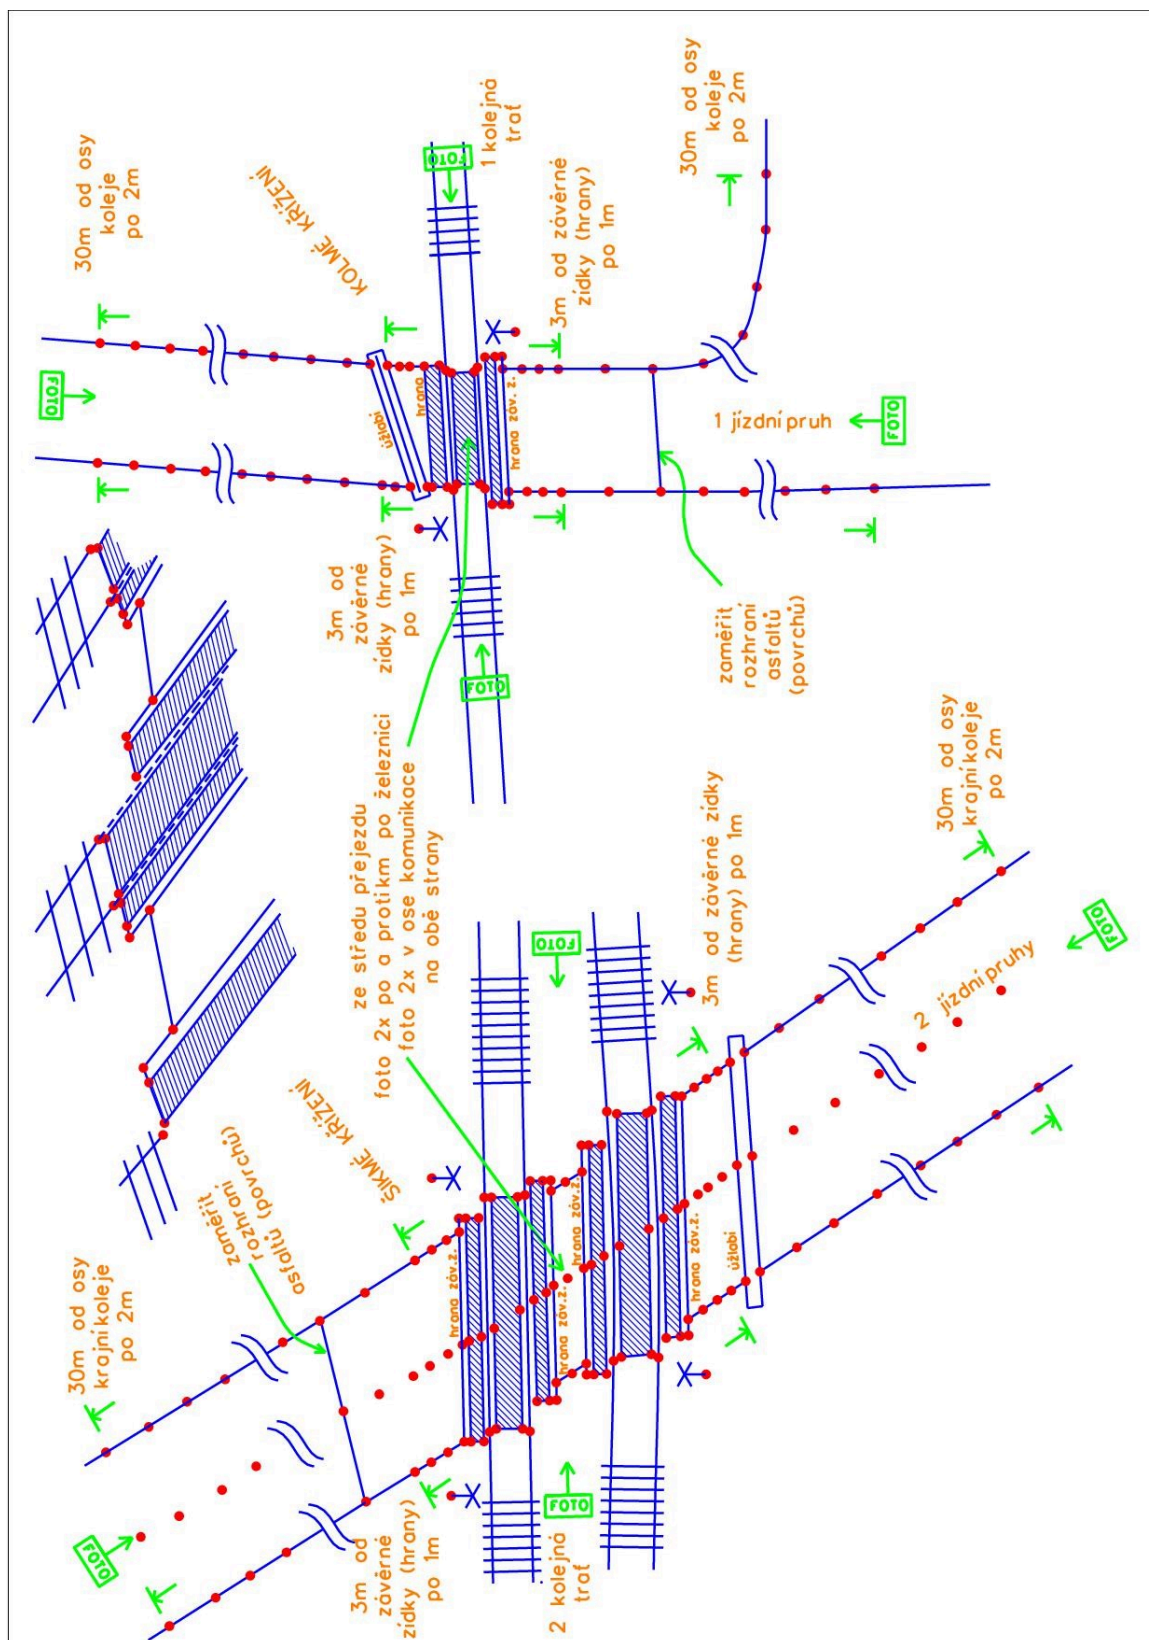 FOTO
30m od osy
krajní koleje
po 2m
zaměřit
rozhraní
asfaltů (povrchů)
ŠIKMÉ KŘÍŽENÍ
3m od
závěrné
zídky (hrany)
po 1m
hrana záv.z.
2 kolejná
trať
FOTO
FOTO
hrana záv.z.
hrana záv.z.
hrana záv.z.
úžlabí
3m od závěrné zídky
(hrany) po 1m
2 jízdní pruhy
30m od osy
krajní koleje
po 2m
FOTO
ze středu přejezdu
foto 2x po a protikm po železnici
foto 2x v ose komunikace
na obě strany
FOTO
30m od osy
koleje
po 2m
KOLMÉ KŘÍŽENÍ
3m od
závěrné
zídky (hrany)
po 1m
úžlabí
hrana
FOTO
FOTO
1 kolejná
trať
hrana záv. z.
3m od závěrné
zídky (hrany)
po 1m
zaměřit
rozhraní
asfaltů
(povrchů)
1 jízdní pruh
30m od osy
koleje
po 2m
FOTO